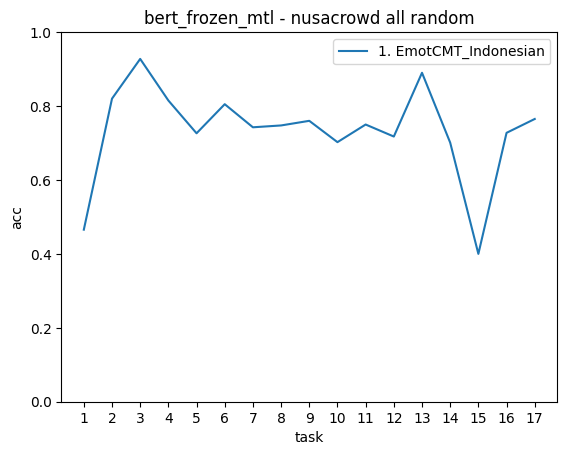 bert_frozen_mtl - nusacrowd all random
1. EmotCMT_Indonesian
acc
1.0
0.8
0.6
0.4
0.2
0.0
1 2 3 4 5 6 7 8 9 10 11 12 13 14 15 16 17
task